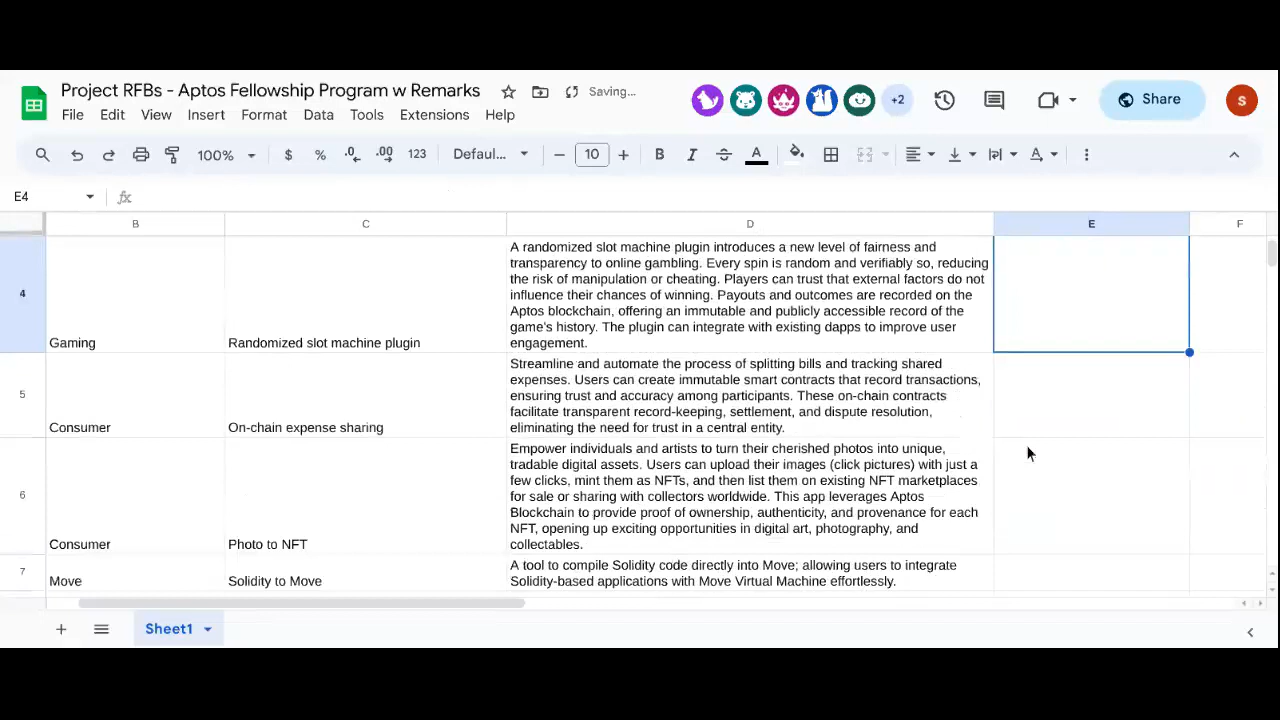 Project RFBs - Aptos Fellowship Program w Remarks
Saving...
+2
Share
S
File Edit View Insert Format Data Tools Extensions Help
100% $ % .0 .00 123 Defaul... 10 B I A
E4 fx
B C D E F
4
Gaming
Randomized slot machine plugin
A randomized slot machine plugin introduces a new level of fairness and
transparency to online gambling. Every spin is random and verifiably so, reducing
the risk of manipulation or cheating. Players can trust that external factors do not
influence their chances of winning. Payouts and outcomes are recorded on the
Aptos blockchain, offering an immutable and publicly accessible record of the
game's history. The plugin can integrate with existing dapps to improve user
engagement.
5
Consumer
On-chain expense sharing
Streamline and automate the process of splitting bills and tracking shared
expenses. Users can create immutable smart contracts that record transactions,
ensuring trust and accuracy among participants. These on-chain contracts
facilitate transparent record-keeping, settlement, and dispute resolution,
eliminating the need for trust in a central entity.
6
Consumer
Photo to NFT
Empower individuals and artists to turn their cherished photos into unique,
tradable digital assets. Users can upload their images (click pictures) with just a
few clicks, mint them as NFTs, and then list them on existing NFT marketplaces
for sale or sharing with collectors worldwide. This app leverages Aptos
Blockchain to provide proof of ownership, authenticity, and provenance for each
NFT, opening up exciting opportunities in digital art, photography, and
collectables.
7
Move
Solidity to Move
A tool to compile Solidity code directly into Move; allowing users to integrate
Solidity-based applications with Move Virtual Machine effortlessly.
Sheet1